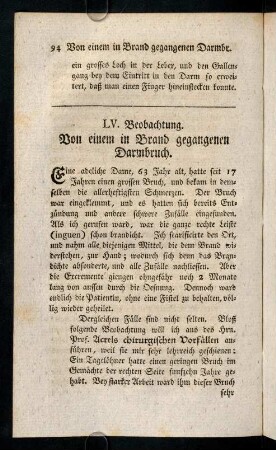 94 Von einem in Brand gegangenen Darmbr.
ein grosses Loch in der Leber, und den Gallen-
gang bey dem Eintritt in den Darm so erwei-
tert, daß man einen Finger hineinstecken konnte.
LV. Beobachtung.
Von einem in Brand gegangenen
Darmbruch.
Eine adeliche Dame, 63 Jahr alt, hatte seit 17
Jahren einen grossen Bruch, und bekam in dem-
selben die allerheftigsten Schmerzen. Der Bruch
war eingeklemmt, und es hatten sich bereits Ent-
zündung und andere schwere Zufälle eingefunden.
Als ich gerufen ward, war die ganze rechte Leiste
(inguen) schon brandicht. Ich skarifizirte den Ort,
und nahm alle diejenigen Mittel, die dem Brand wi-
derstehen, zur Hand; wodurch sich denn das Bran-
dichte absonderte, und alle Zufälle nachliessen. Aber
die Excremente giengen ohngefähr noch 2 Monate
lang von aussen durch die Oefnung. Dennoch ward
endlich die Patientin, ohne eine Fistel zu behalten, völ-
lig wieder geheilt.
Dergleichen Fälle sind nicht selten. Bloß
folgende Beobachtung will ich aus des Hrn.
Prof. Acrels chirurgischen Vorfällen an-
führen, weil sie mir sehr lehrreich geschienen:
Ein Tagelöhner hatte einen geringen Bruch im
Gemächte der rechten Seite funfzehn Jahre ge-
habt. Bey starker Arbeit ward ihm dieser Bruch
sehr